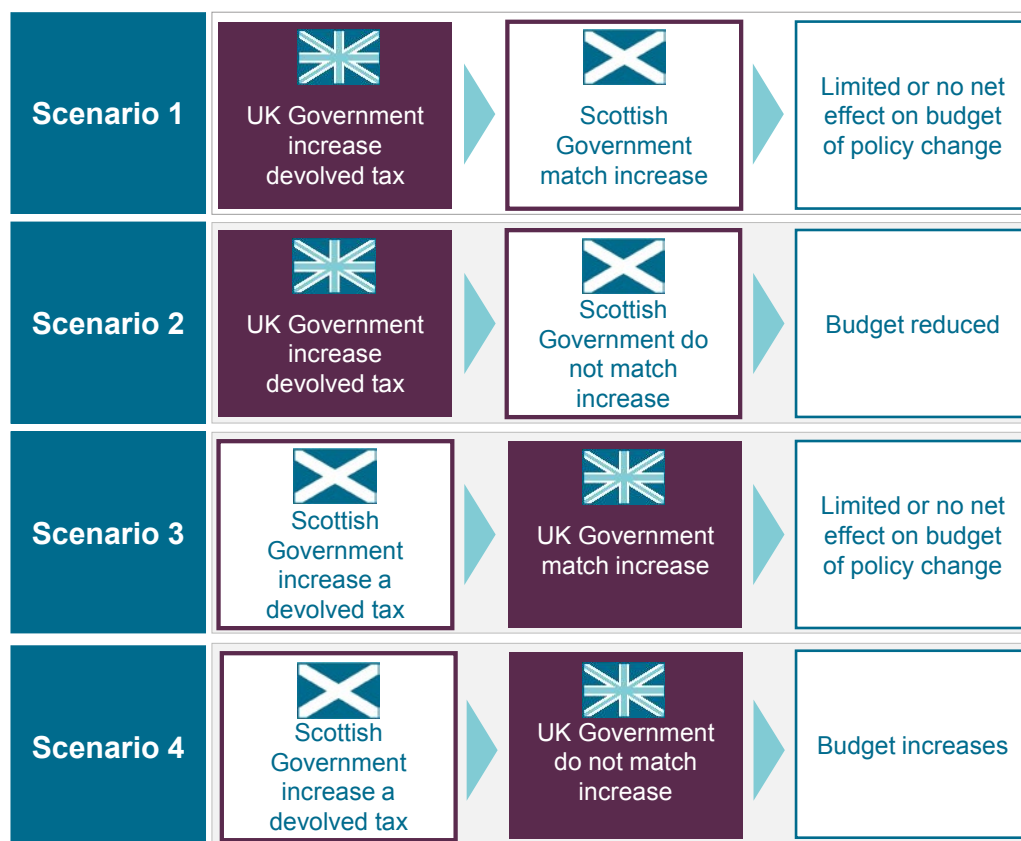 Scenario 1
UK Government
increase
devolved tax
Scottish
Government
match increase
Limited or no net
effect on budget
of policy change
Scenario 2
UK Government
increase
devolved tax
Scottish
Government do
not match
increase
Budget reduced
Scenario 3
Scottish
Government
increase a
devolved tax
UK Government
match increase
Limited or no net
effect on budget
of policy change
Scenario 4
Scottish
Government
increase a
devolved tax
UK Government
do not match
increase
Budget increases